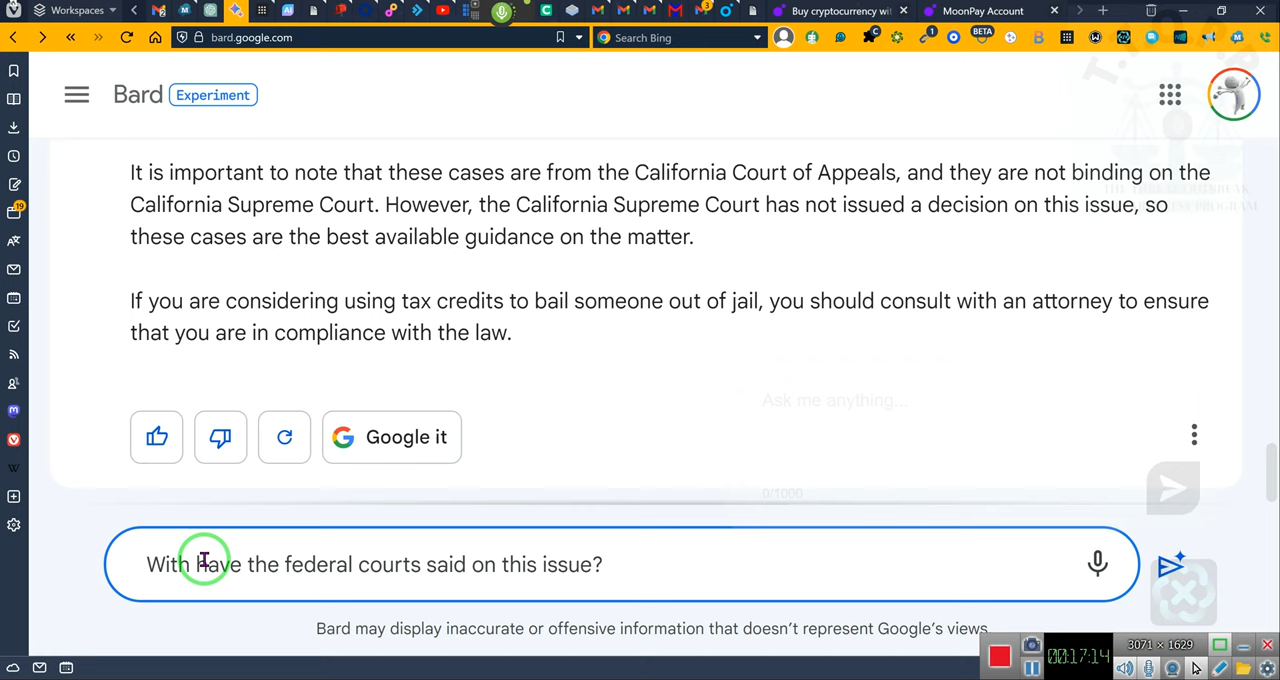 Workspaces
Buy cryptocurrency wit
MoonPay Account
bard.google.com
Search Bing
BETA
Bard Experiment
It is important to note that these cases are from the California Court of Appeals, and they are not binding on the
California Supreme Court. However, the California Supreme Court has not issued a decision on this issue, so
these cases are the best available guidance on the matter.
If you are considering using tax credits to bail someone out of jail, you should consult with an attorney to ensure
that you are in compliance with the law.
Ask me anything...
Google it
0/1000
With have the federal courts said on this issue?
Bard may display inaccurate or offensive information that doesn't represent Google's views.
3071 × 1629
00:17:14
19